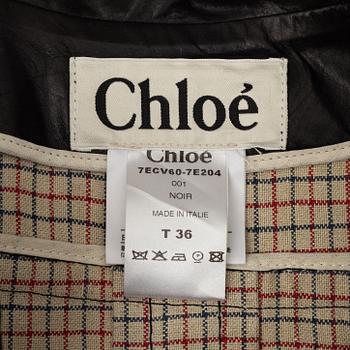 Chloé
Chloé
7ECV60-7E204
001
NOIR
MADE IN ITALIE
T 36